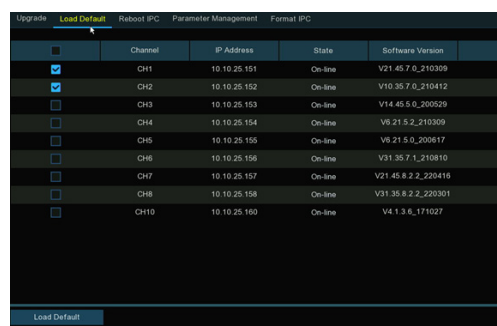 Upgrade Load Default Reboot IPC Parameter Management Format IPC
Channel IP Address State Software Version
CH1 10.10.25.151 On-line V21.45.7.0_210309
CH2 10.10.25.152 On-line V10.35.7.0_210412
CH3 10.10.25.153 On-line V14.45.5.0_200529
CH4 10.10.25.154 On-line V6.21.5.2_210309
CH5 10.10.25.155 On-line V6.21.5.0_200617
CH6 10.10.25.156 On-line V31.35.7.1_210810
CH7 10.10.25.157 On-line V21.45.8.2.2_220416
CH8 10.10.25.158 On-line V31.35.8.2.2_220301
CH10 10.10.25.160 On-line V4.1.3.6_171027
Load Default